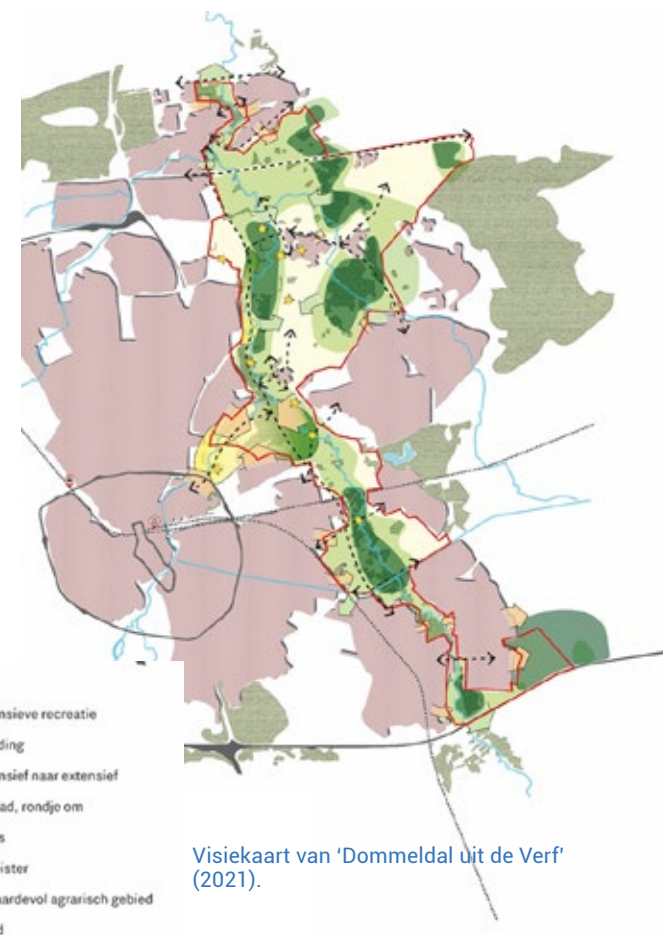 nsieve recreatie
ding
nsief naar extensief
ad, rondje om
s
ister
aardevol agrarisch gebied
d
Visiekaart van ‘Dommeldal uit de Verf’
(2021).